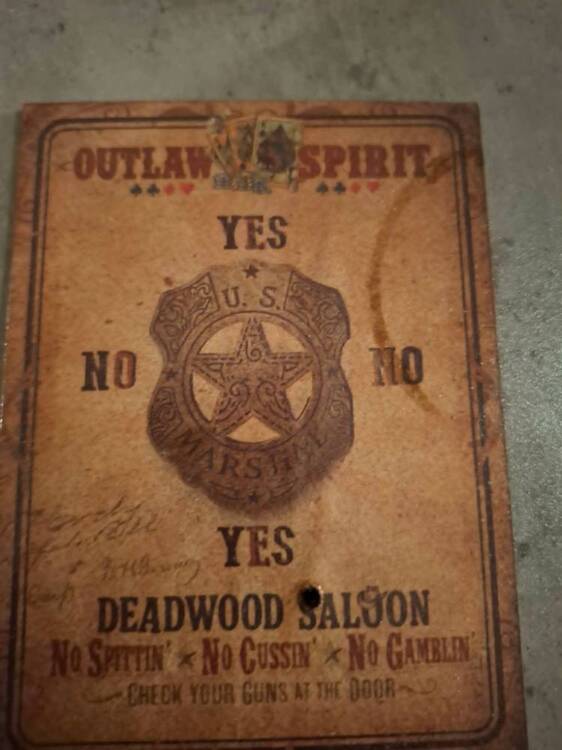 OUTLAW SPIRIT
YES
U. S.
NO NO
MARSHAL
YES
DEADWOOD SALOON
NO SPITTIN' ★ NO CUSSIN' ★ NO GAMBLIN'
CHECK YOUR GUNS AT THE DOOR